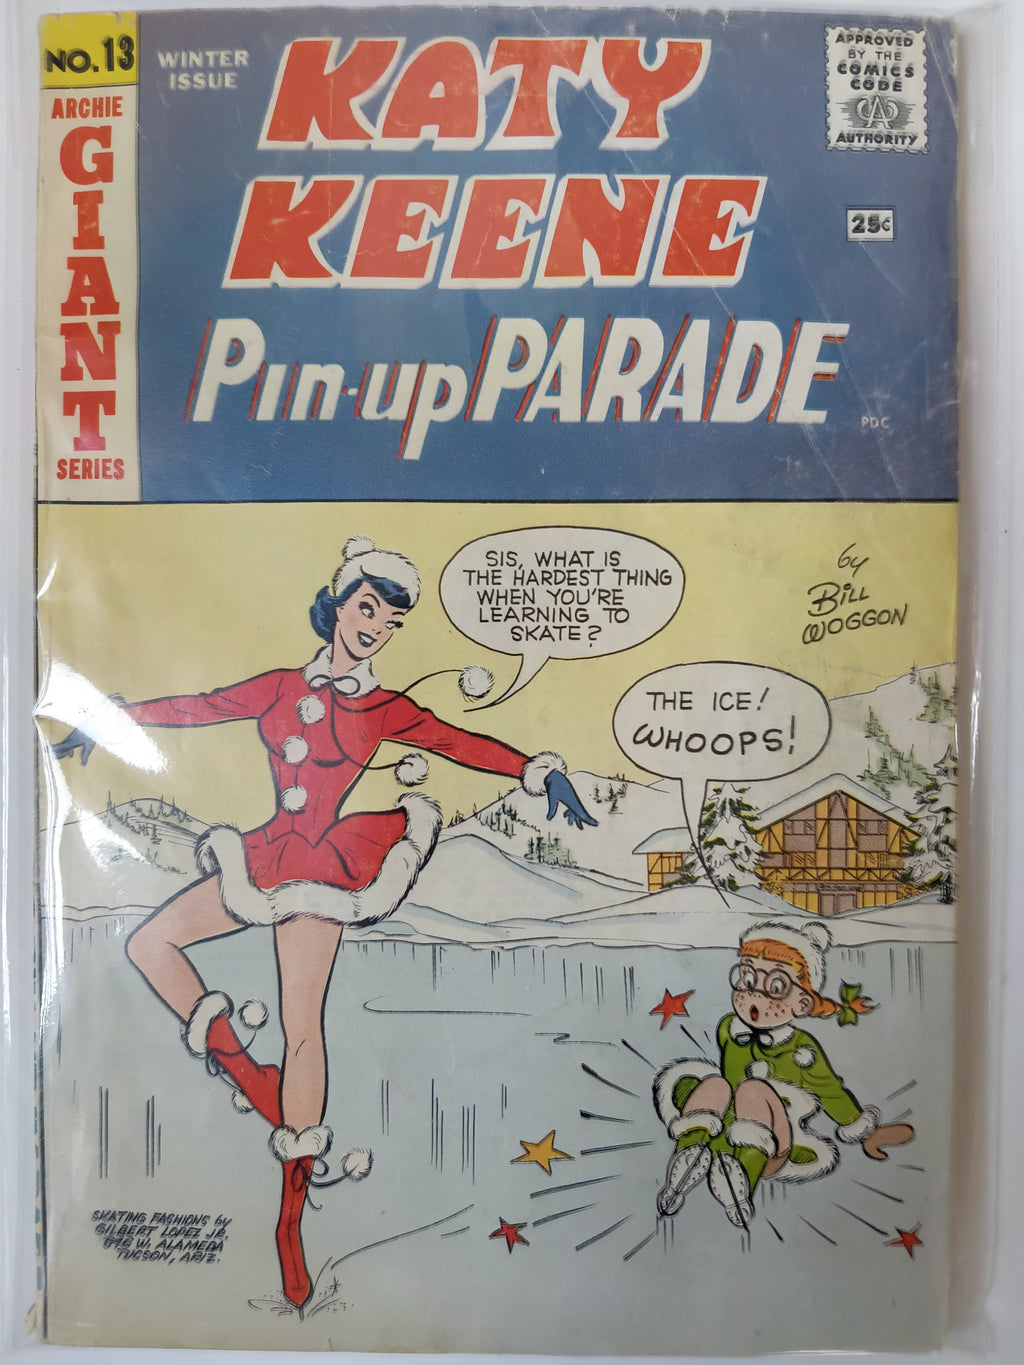 NO. 13
ARCHIE
GIANT
SERIES
WINTER
ISSUE
KATY
KEENE
Pin-up PARADE
APPROVED
BY THE
COMICS
CODE
CA
AUTHORITY
25¢
PDC
SIS, WHAT IS
THE HARDEST THING
WHEN YOU'RE
LEARNING TO
SKATE?
by
BiLL
WOGGON
THE ICE!
WHOOPS!
SKATING FASHIONS by
GILBERT LOPEZ JR.
W. ALAMEDA
TUCSON, ARIZ.